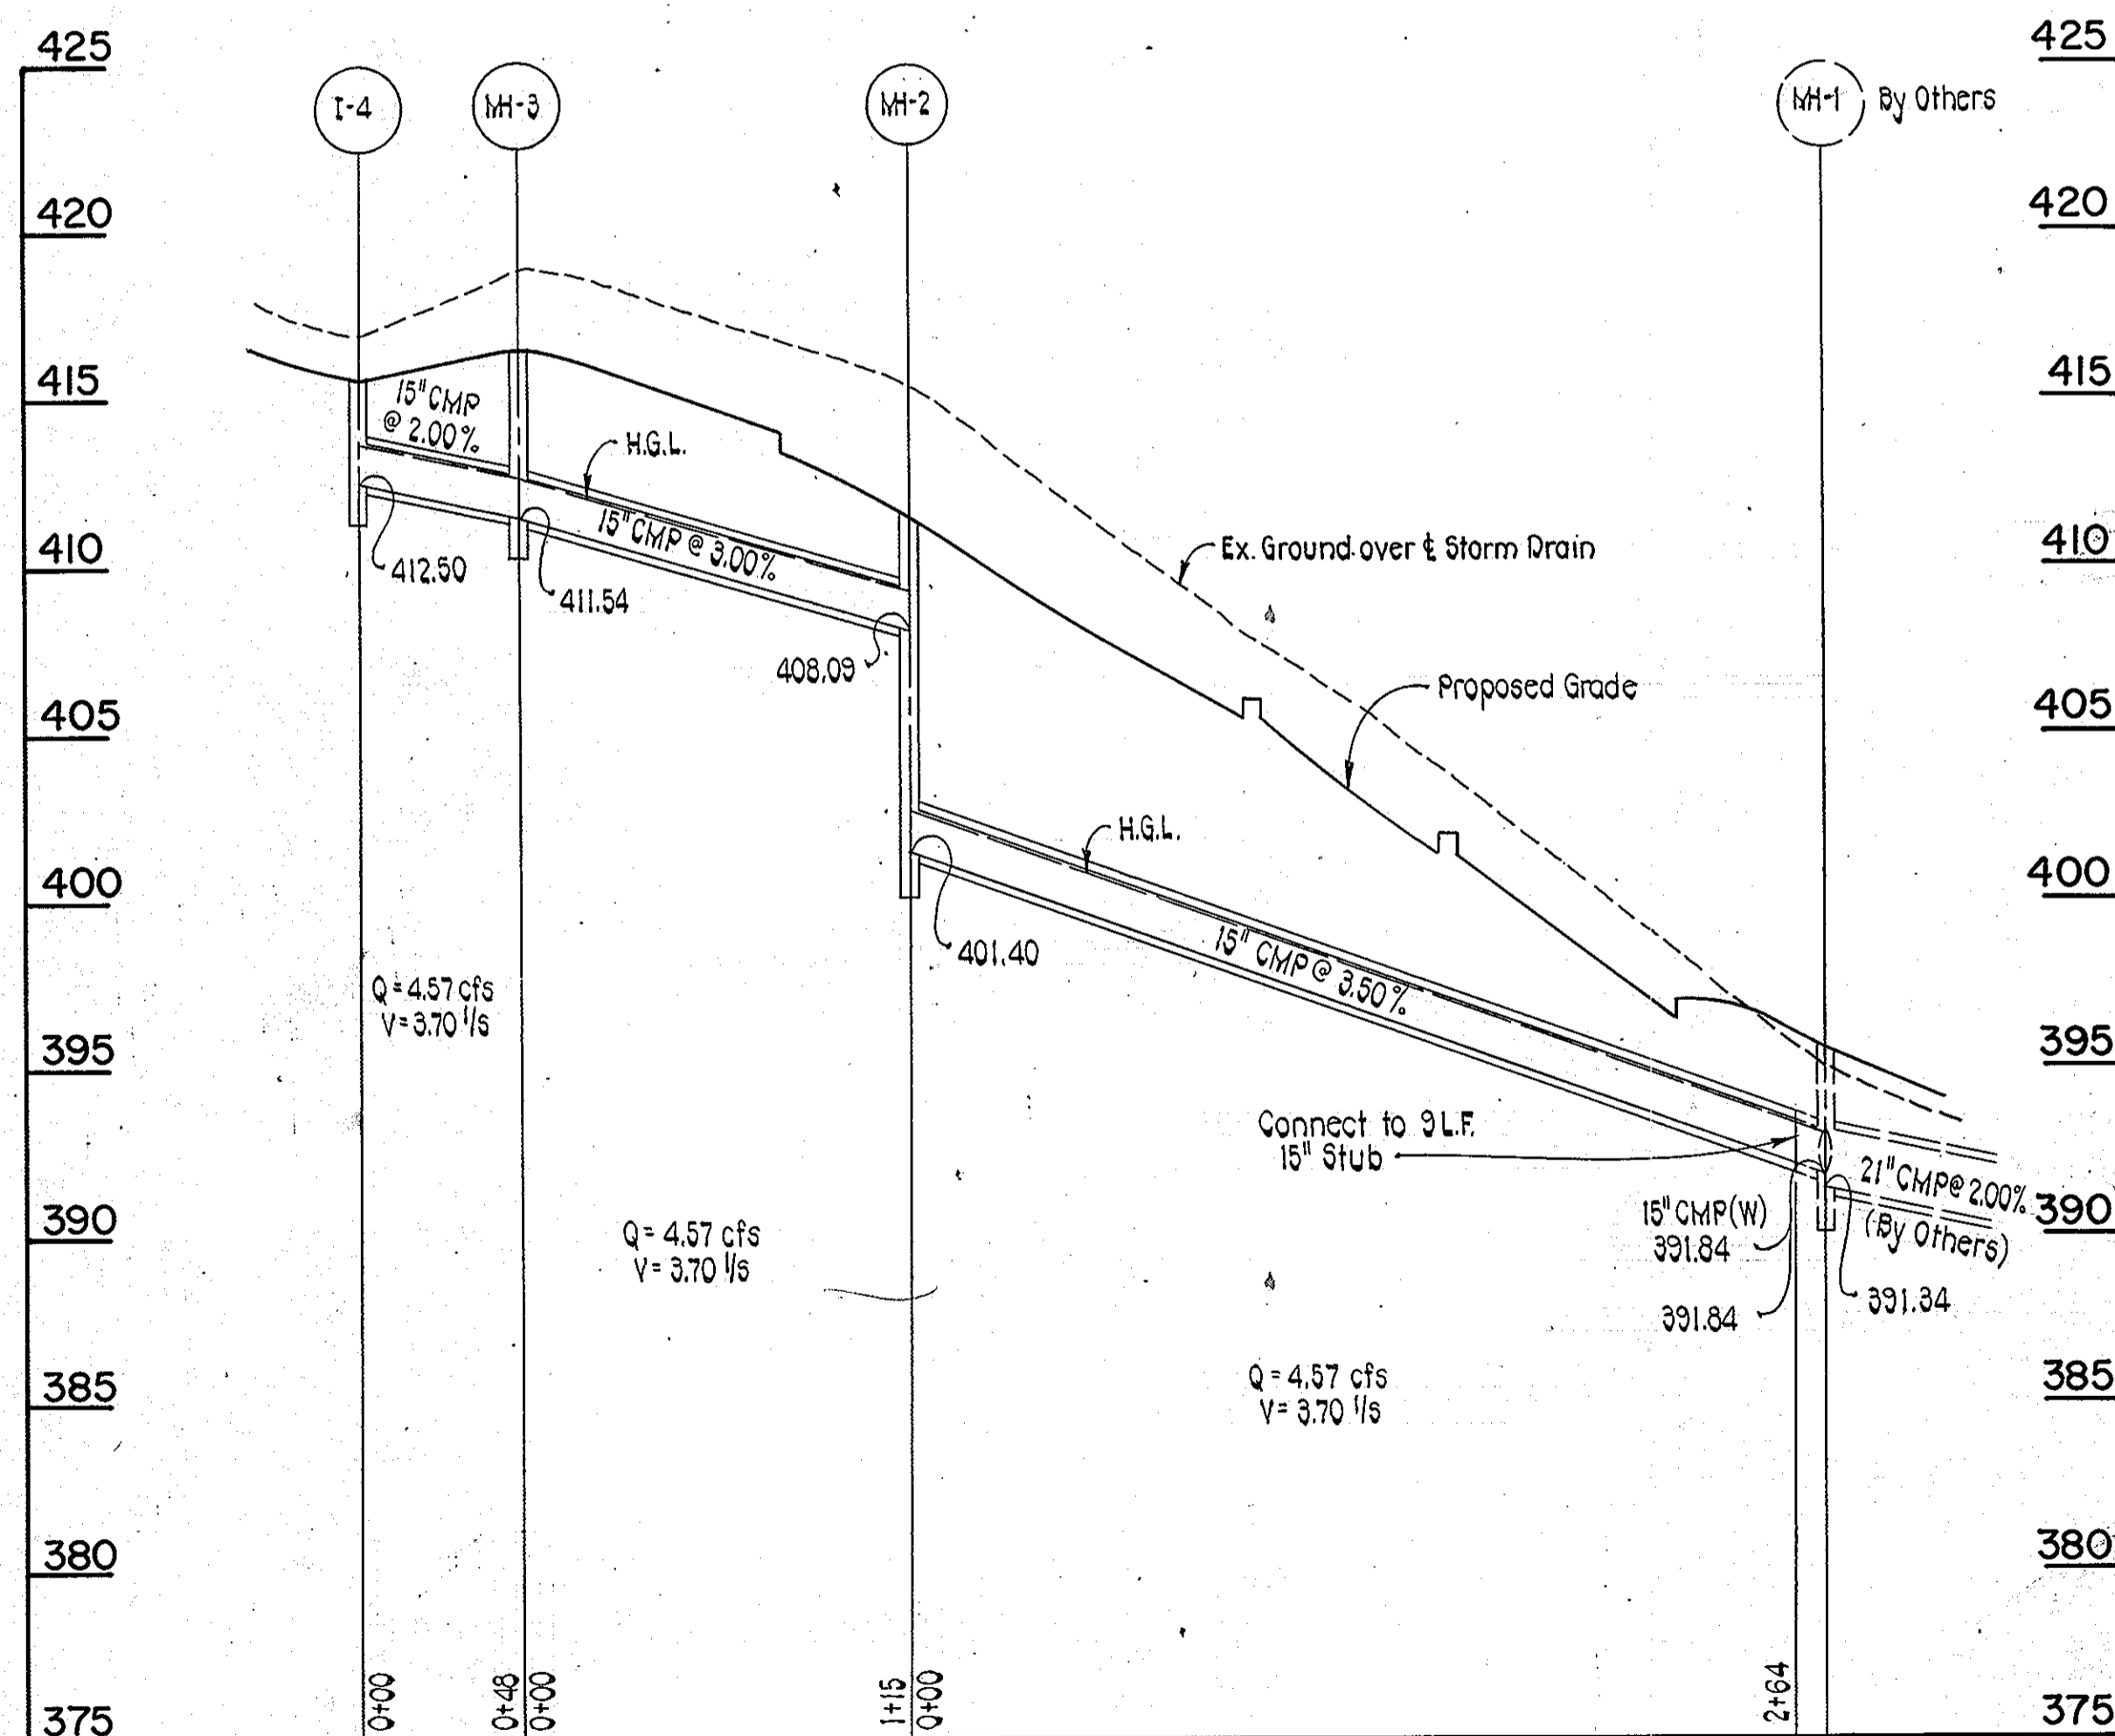 425
425
I-4
MH-3
MH-2
MH-1
By Others
420
420
415
415
15" CMP
@ 2.00%
H.G.L.
15" CMP @ 3.00%
410
410
Ex. Ground over ℄ Storm Drain
412.50
411.54
408.09
Proposed Grade
405
405
H.G.L.
400
400
401.40
15" CMP @ 3.50%
Q = 4.57 cfs
V = 3.70 '/s
395
395
Connect to 9 L.F.
15" Stub
21" CMP @ 2.00%
(By Others)
390
390
15" CMP (W)
391.84
391.84
391.34
Q = 4.57 cfs
V = 3.70 '/s
385
385
Q = 4.57 cfs
V = 3.70 '/s
380
380
0+00
0+48
0+00
1+15
0+00
2+64
375
375